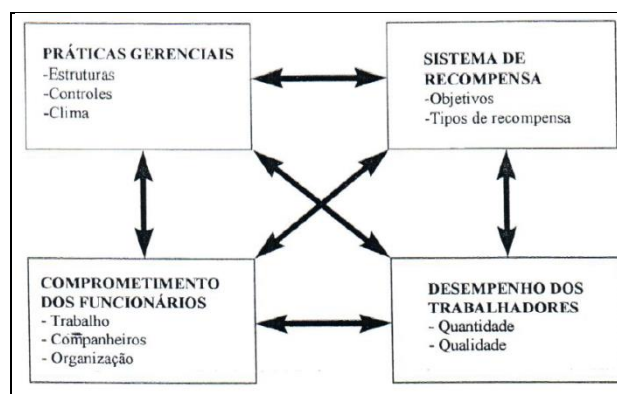 PRÁTICAS GERENCIAIS
-Estruturas
-Controles
-Clima
SISTEMA DE
RECOMPENSA
-Objetivos
-Tipos de recompensa
COMPROMETIMENTO
DOS FUNCIONÁRIOS
- Trabalho
- Companheiros
- Organização
DESEMPENHO DOS
TRABALHADORES
- Quantidade
- Qualidade